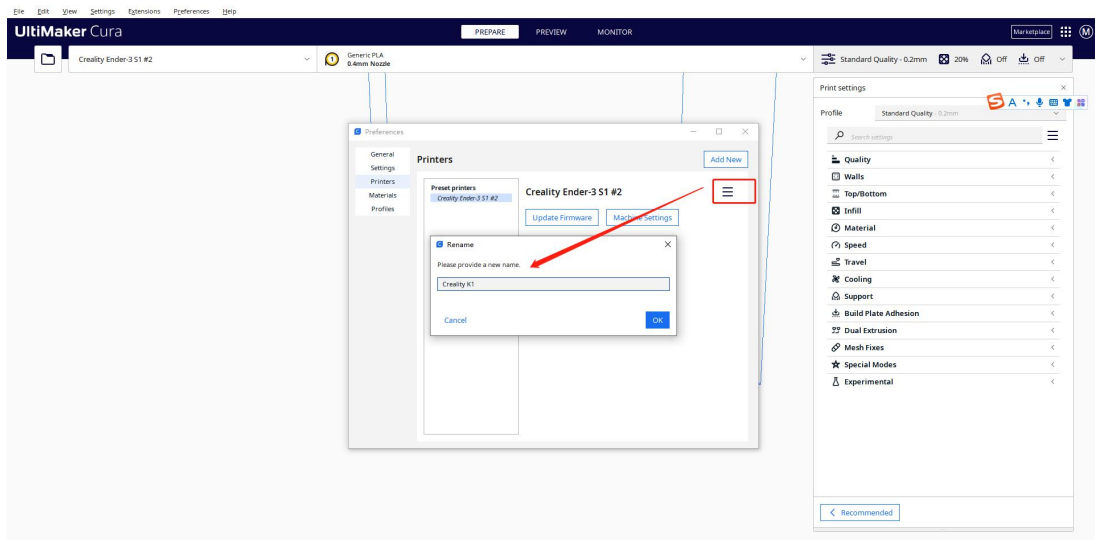 File Edit View Settings Extensions Preferences Help
UltiMaker Cura
PREPARE PREVIEW MONITOR
Marketplace
M
Creality Ender-3 S1 #2
1
Generic PLA
0.4mm Nozzle
Standard Quality - 0.2mm 20% Off Off
Print settings
Profile Standard Quality - 0.2mm
Search settings
Quality
Walls
Top/Bottom
Infill
Material
Speed
Travel
Cooling
Support
Build Plate Adhesion
Dual Extrusion
Mesh Fixes
Special Modes
Experimental
Recommended
Preferences
General
Settings
Printers
Materials
Profiles
Printers
Add New
Preset printers
Creality Ender-3 S1 #2
Creality Ender-3 S1 #2
Update Firmware Machine Settings
Rename
Please provide a new name.
Creality K1
Cancel OK